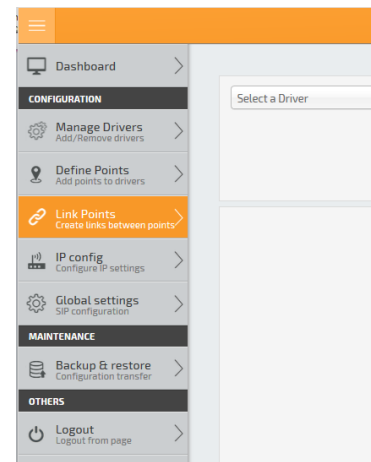 Dashboard
CONFIGURATION
Select a Driver
Manage Drivers
Add/Remove drivers
Define Points
Add points to drivers
Link Points
Create links between points
IP config
Configure IP settings
Global settings
SIP configuration
MAINTENANCE
Backup & restore
Configuration transfer
OTHERS
Logout
Logout from page